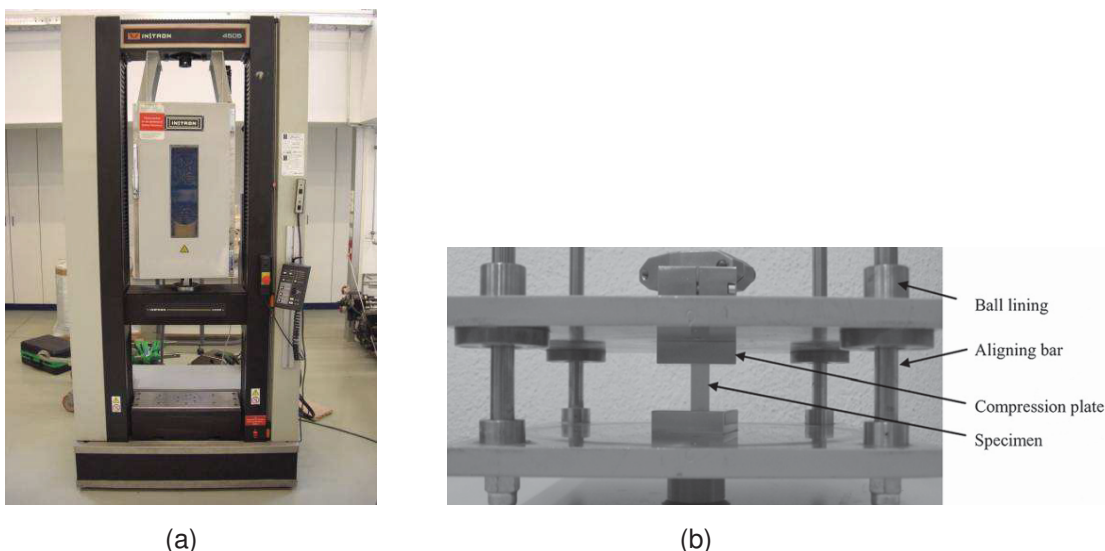 INSTRON 4505
INSTRON
Ball lining
Aligning bar
Compression plate
Specimen
(a)
(b)